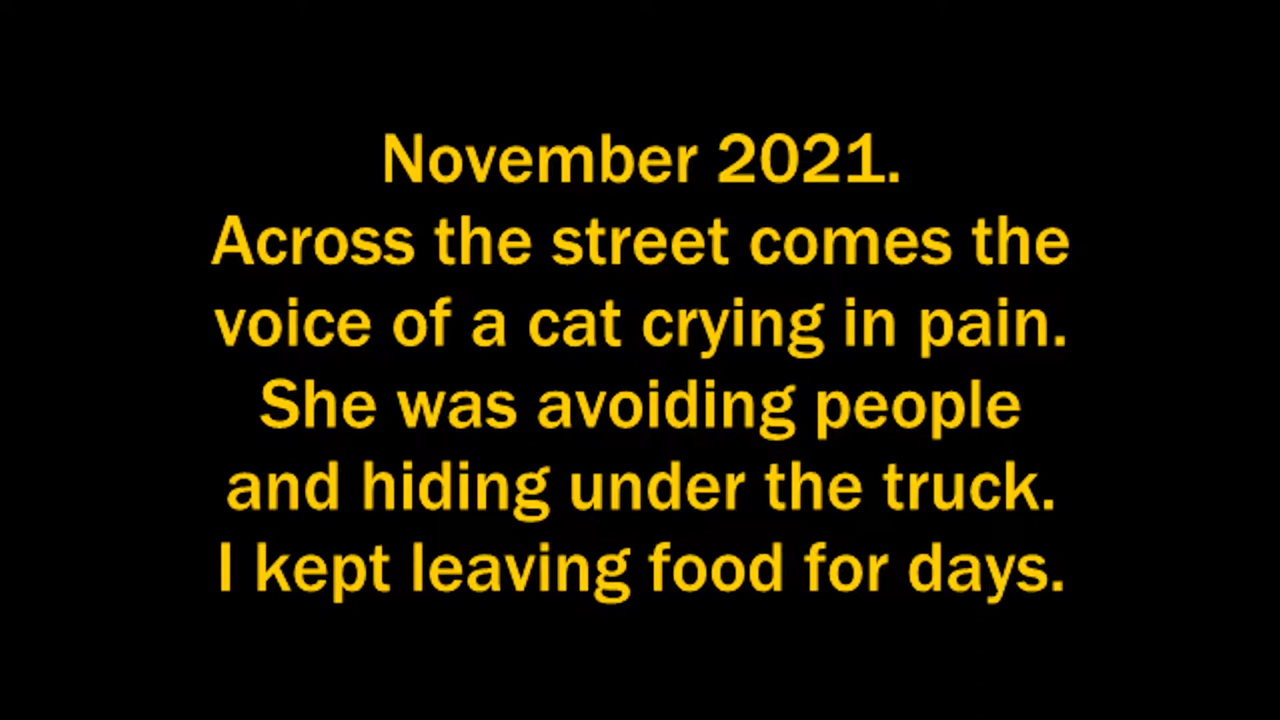 November 2021.
Across the street comes the
voice of a cat crying in pain.
She was avoiding people
and hiding under the truck.
I kept leaving food for days.